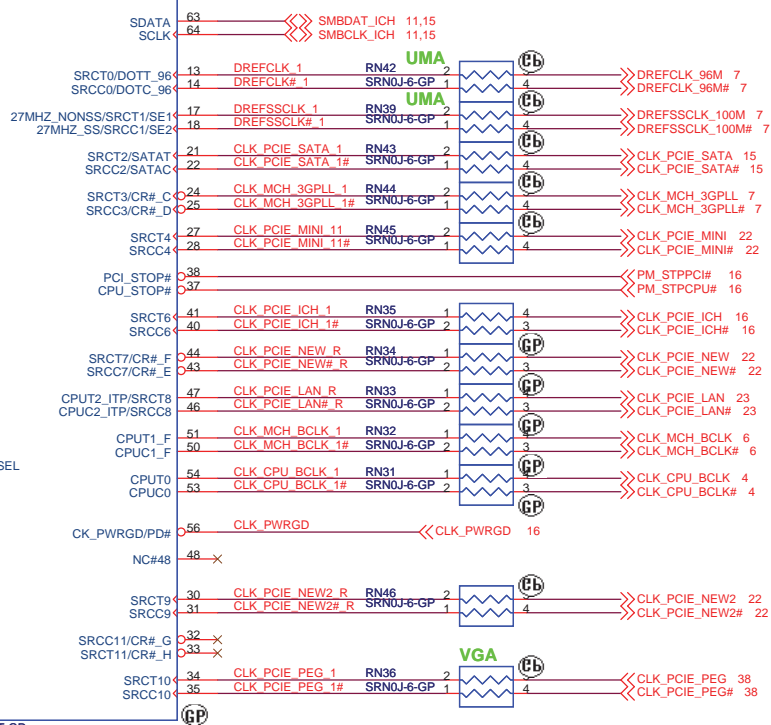 SDATA 63 SMBDAT_ICH 11,15
SCLK 64 SMBCLK_ICH 11,15
UMA
SRCT0/DOTT_96 13 DREFCLK_1 RN42 2 3 DREFCLK_96M 7
SRCC0/DOTC_96 14 DREFCLK#_1 SRN0J-6-GP 1 4 DREFCLK_96M# 7
UMA
27MHZ_NONSS/SRCT1/SE1 17 DREFSSCLK_1 RN39 2 3 DREFSSCLK_100M 7
27MHZ_SS/SRCC1/SE2 18 DREFSSCLK#_1 SRN0J-6-GP 1 4 DREFSSCLK_100M# 7
SRCT2/SATAT 21 CLK_PCIE_SATA_1 RN43 2 3 CLK_PCIE_SATA 15
SRCC2/SATAC 22 CLK_PCIE_SATA_1# SRN0J-6-GP 1 4 CLK_PCIE_SATA# 15
SRCT3/CR#_C 24 CLK_MCH_3GPLL_1 RN44 2 3 CLK_MCH_3GPLL 7
SRCC3/CR#_D 25 CLK_MCH_3GPLL_1# SRN0J-6-GP 1 4 CLK_MCH_3GPLL# 7
SRCT4 27 CLK_PCIE_MINI_11 RN45 2 3 CLK_PCIE_MINI 22
SRCC4 28 CLK_PCIE_MINI_11# SRN0J-6-GP 1 4 CLK_PCIE_MINI# 22
PCI_STOP# 38 PM_STPPCI# 16
CPU_STOP# 37 PM_STPCPU# 16
SRCT6 41 CLK_PCIE_ICH_1 RN35 1 4 CLK_PCIE_ICH 16
SRCC6 40 CLK_PCIE_ICH_1# SRN0J-6-GP 2 3 CLK_PCIE_ICH# 16
GP
SRCT7/CR#_F 44 CLK_PCIE_NEW_R RN34 1 4 CLK_PCIE_NEW 22
SRCC7/CR#_E 43 CLK_PCIE_NEW#_R SRN0J-6-GP 2 3 CLK_PCIE_NEW# 22
GP
CPUT2_ITP/SRCT8 47 CLK_PCIE_LAN_R RN33 1 4 CLK_PCIE_LAN 23
CPUC2_ITP/SRCC8 46 CLK_PCIE_LAN#_R SRN0J-6-GP 2 3 CLK_PCIE_LAN# 23
GP
CPUT1_F 51 CLK_MCH_BCLK_1 RN32 1 4 CLK_MCH_BCLK 6
CPUC1_F 50 CLK_MCH_BCLK_1# SRN0J-6-GP 2 3 CLK_MCH_BCLK# 6
GP
SEL
CPUT0 54 CLK_CPU_BCLK_1 RN31 1 4 CLK_CPU_BCLK 4
CPUC0 53 CLK_CPU_BCLK_1# SRN0J-6-GP 2 3 CLK_CPU_BCLK# 4
GP
CK_PWRGD/PD# 56 CLK_PWRGD CLK_PWRGD 16
NC#48 48
SRCT9 30 CLK_PCIE_NEW2_R RN46 2 3 CLK_PCIE_NEW2 22
SRCC9 31 CLK_PCIE_NEW2#_R SRN0J-6-GP 1 4 CLK_PCIE_NEW2# 22
SRCC11/CR#_G 32
SRCT11/CR#_H 33
VGA
SRCT10 34 CLK_PCIE_PEG_1 RN36 2 3 CLK_PCIE_PEG 38
SRCC10 35 CLK_PCIE_PEG_1# SRN0J-6-GP 1 4 CLK_PCIE_PEG# 38
GP